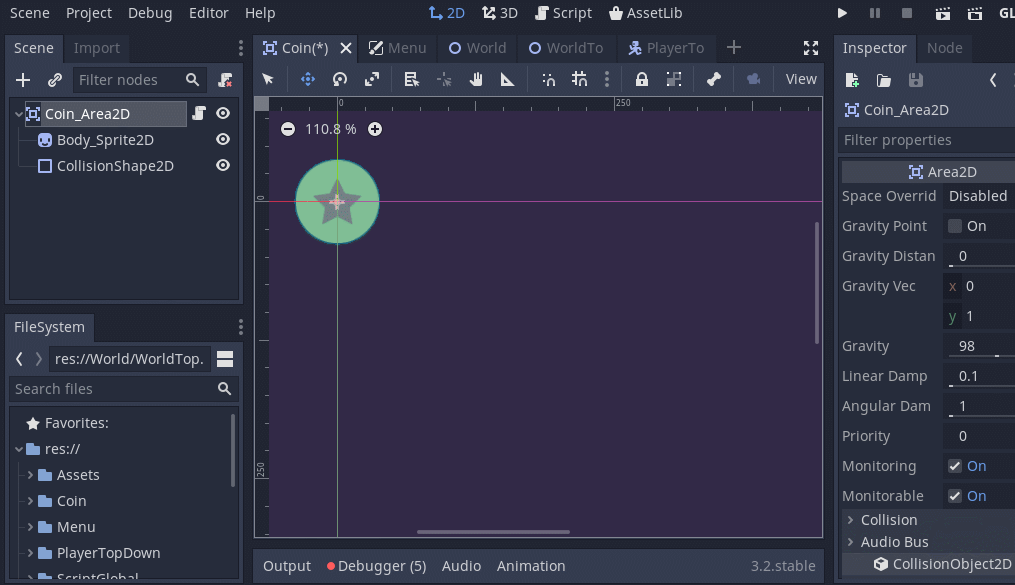 Scene Project Debug Editor Help 2D 3D Script AssetLib GL
Scene Import
Filter nodes
Coin_Area2D
Body_Sprite2D
CollisionShape2D
FileSystem
res://World/WorldTop.
Search files
Favorites:
res://
Assets
Coin
Menu
PlayerTopDown
ScriptGlobal
Coin(*) Menu World WorldTo PlayerTo
View
0 250
110.8 %
0
250
Output Debugger (5) Audio Animation 3.2.stable
Inspector Node
Coin_Area2D
Filter properties
Area2D
Space Overrid Disabled
Gravity Point On
Gravity Distan 0
Gravity Vec x 0
y 1
Gravity 98
Linear Damp 0.1
Angular Dam 1
Priority 0
Monitoring On
Monitorable On
Collision
Audio Bus
CollisionObject2D